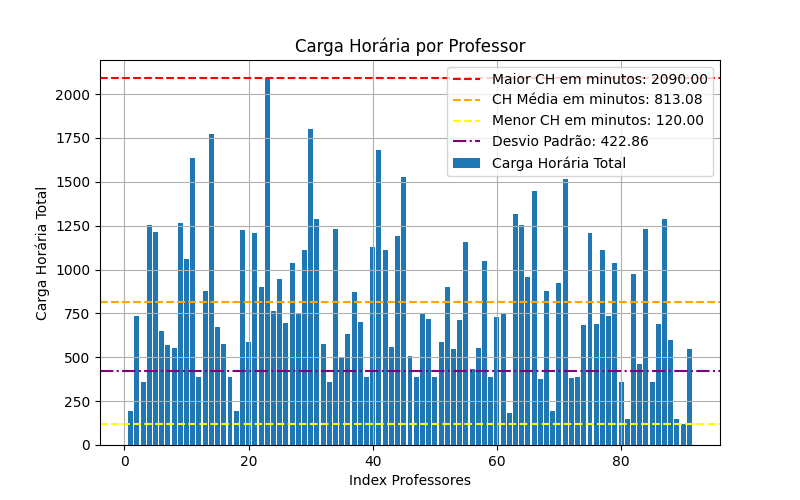 Carga Horária por Professor
Maior CH em minutos: 2090.00
CH Média em minutos: 813.08
Menor CH em minutos: 120.00
Desvio Padrão: 422.86
Carga Horária Total
Carga Horária Total
2000
1750
1500
1250
1000
750
500
250
0
0 20 40 60 80
Index Professores